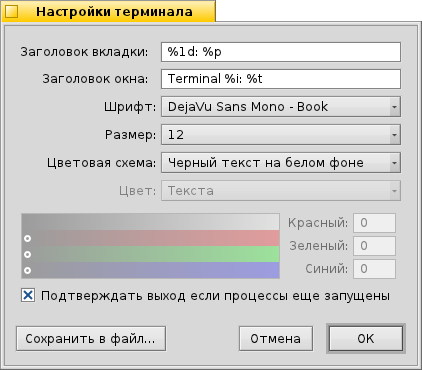 Настройки терминала
Заголовок вкладки: %1d: %p
Заголовок окна: Terminal %i: %t
Шрифт: DejaVu Sans Mono - Book
Размер: 12
Цветовая схема: Черный текст на белом фоне
Цвет: Текста
Красный: 0
Зеленый: 0
Синий: 0
Подтверждать выход если процессы еще запущены
Сохранить в файл... Отмена OK